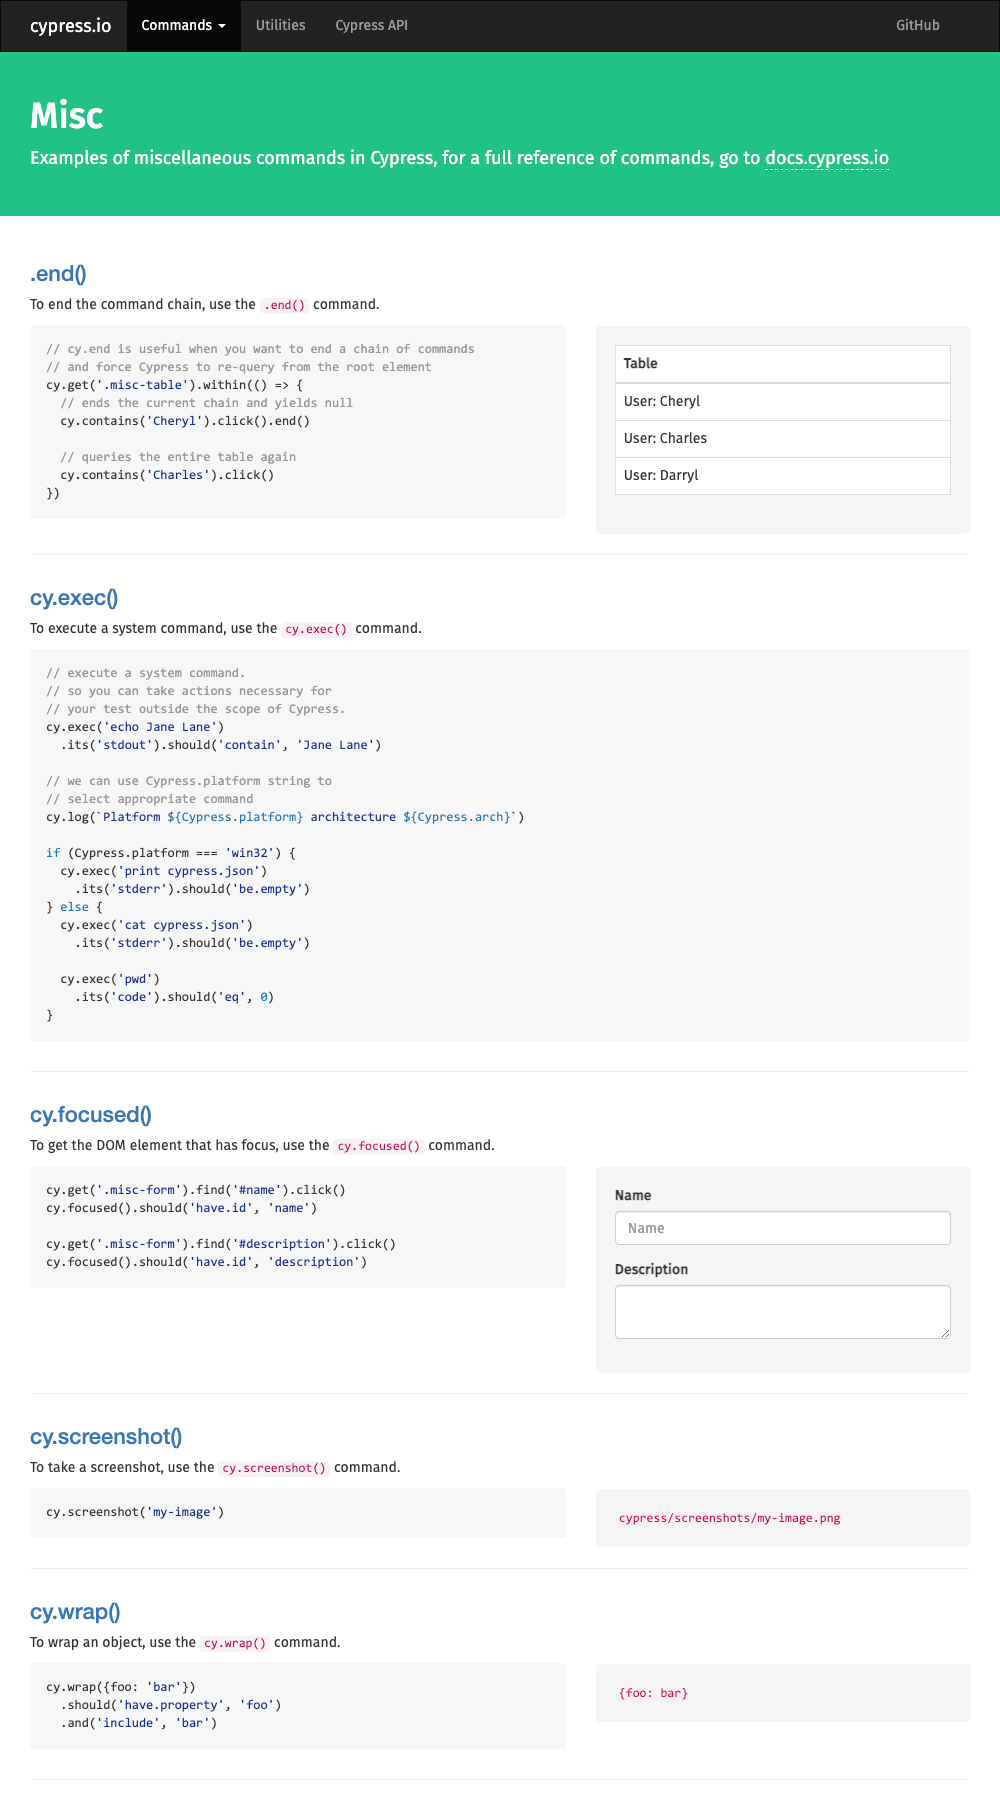 cypress.io Commands Utilities Cypress API GitHub
Misc
Examples of miscellaneous commands in Cypress, for a full reference of commands, go to docs.cypress.io
.end()
To end the command chain, use the .end() command.
// cy.end is useful when you want to end a chain of commands
// and force Cypress to re-query from the root element
cy.get('.misc-table').within(() => {
  // ends the current chain and yields null
  cy.contains('Cheryl').click().end()

  // queries the entire table again
  cy.contains('Charles').click()
})
Table
User: Cheryl
User: Charles
User: Darryl
cy.exec()
To execute a system command, use the cy.exec() command.
// execute a system command.
// so you can take actions necessary for
// your test outside the scope of Cypress.
cy.exec('echo Jane Lane')
  .its('stdout').should('contain', 'Jane Lane')

// we can use Cypress.platform string to
// select appropriate command
cy.log(`Platform ${Cypress.platform} architecture ${Cypress.arch}`)

if (Cypress.platform === 'win32') {
  cy.exec('print cypress.json')
    .its('stderr').should('be.empty')
} else {
  cy.exec('cat cypress.json')
    .its('stderr').should('be.empty')

  cy.exec('pwd')
    .its('code').should('eq', 0)
}
cy.focused()
To get the DOM element that has focus, use the cy.focused() command.
cy.get('.misc-form').find('#name').click()
cy.focused().should('have.id', 'name')

cy.get('.misc-form').find('#description').click()
cy.focused().should('have.id', 'description')
Name
Name
Description
cy.screenshot()
To take a screenshot, use the cy.screenshot() command.
cy.screenshot('my-image')
cypress/screenshots/my-image.png
cy.wrap()
To wrap an object, use the cy.wrap() command.
cy.wrap({foo: 'bar'})
  .should('have.property', 'foo')
  .and('include', 'bar')
{foo: bar}